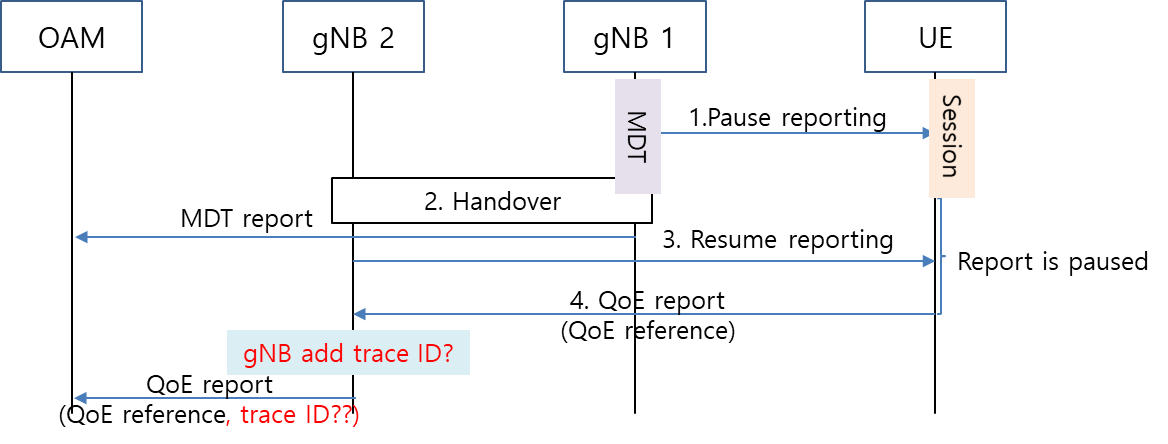 OAM
gNB 2
gNB 1
UE
MDT
Session
1.Pause reporting
2. Handover
MDT report
3. Resume reporting
Report is paused
4. QoE report
(QoE reference)
gNB add trace ID?
QoE report
(QoE reference, trace ID??)